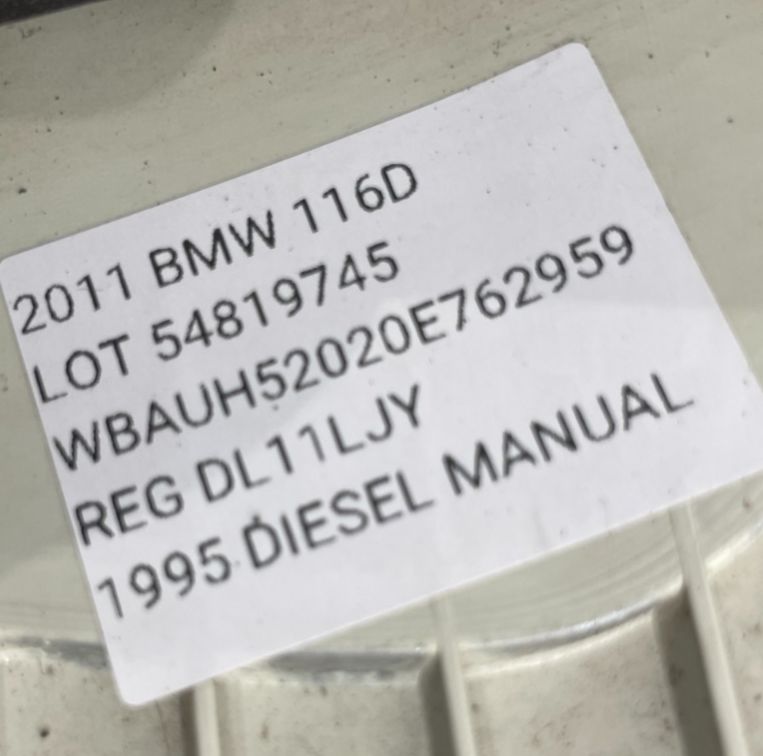 2011 BMW 116D
LOT 54819745
WBAUH52020E762959
REG DL11LJY
1995 DIESEL MANUAL